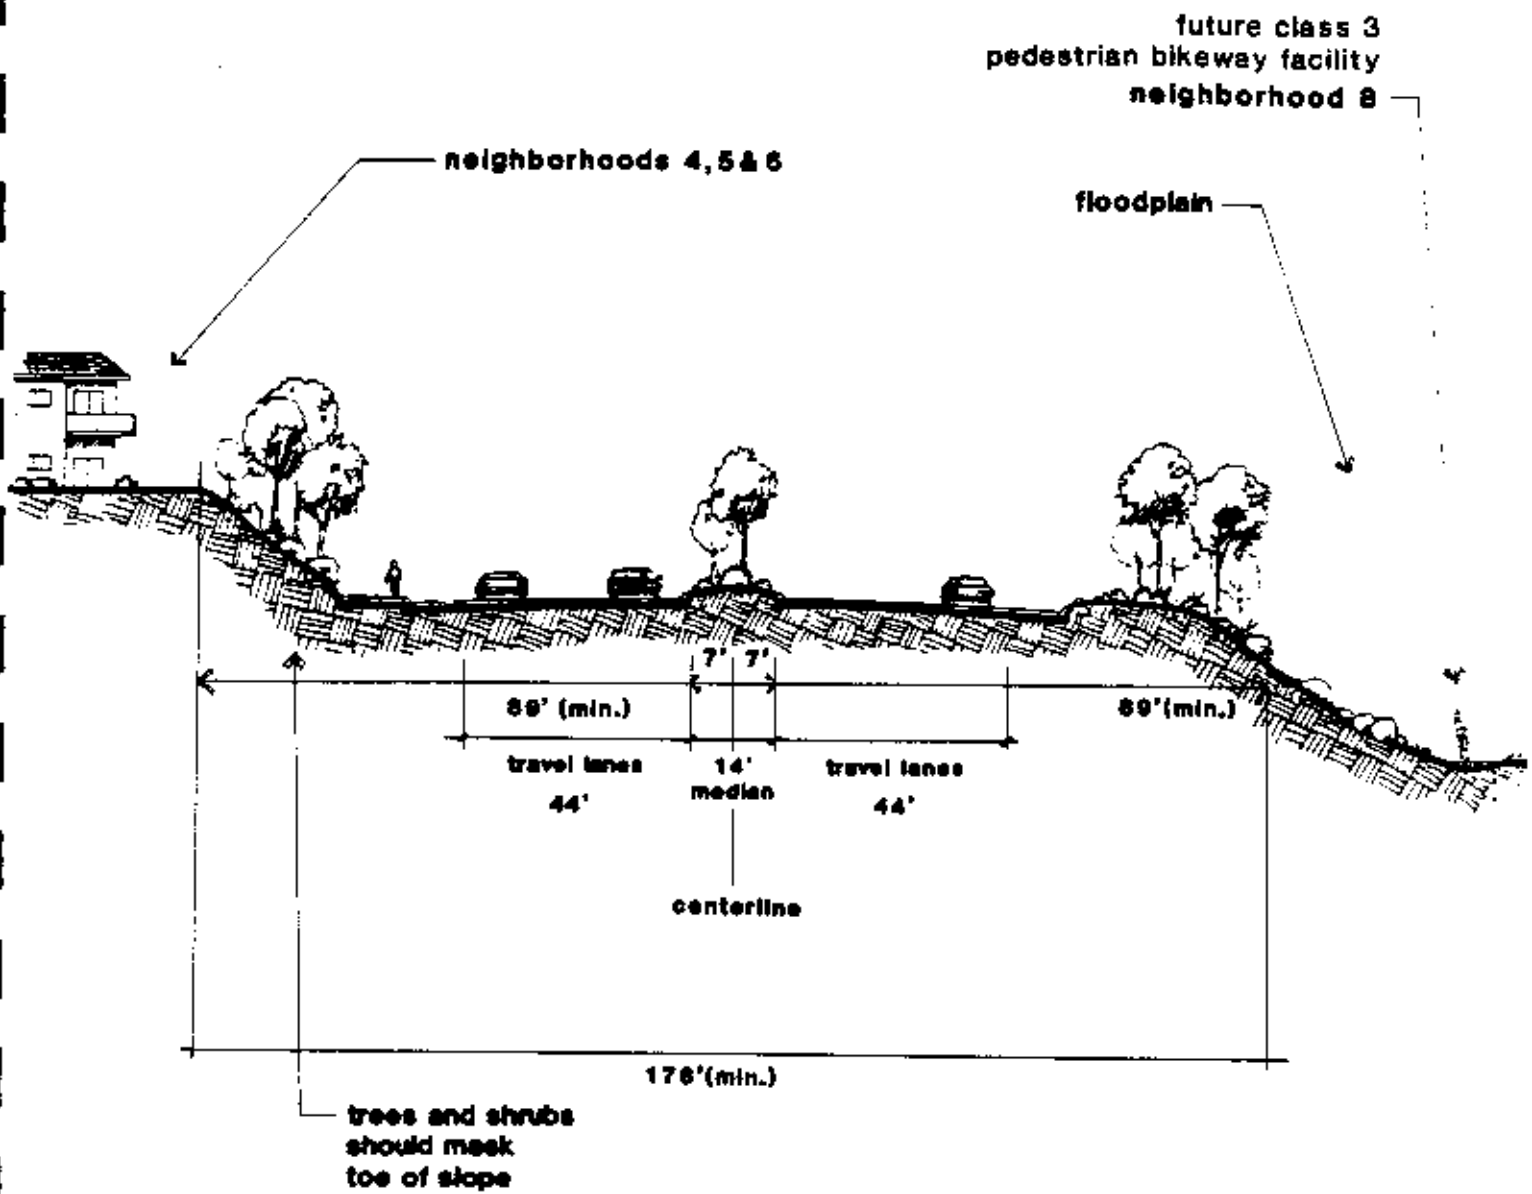 future class 3
pedestrian bikeway facility
neighborhood 8
neighborhoods 4, 5 & 6
floodplain
7' 7'
89' (min.)
89' (min.)
travel lanes
44'
14'
median
travel lanes
44'
centerline
178' (min.)
trees and shrubs
should mask
toe of slope